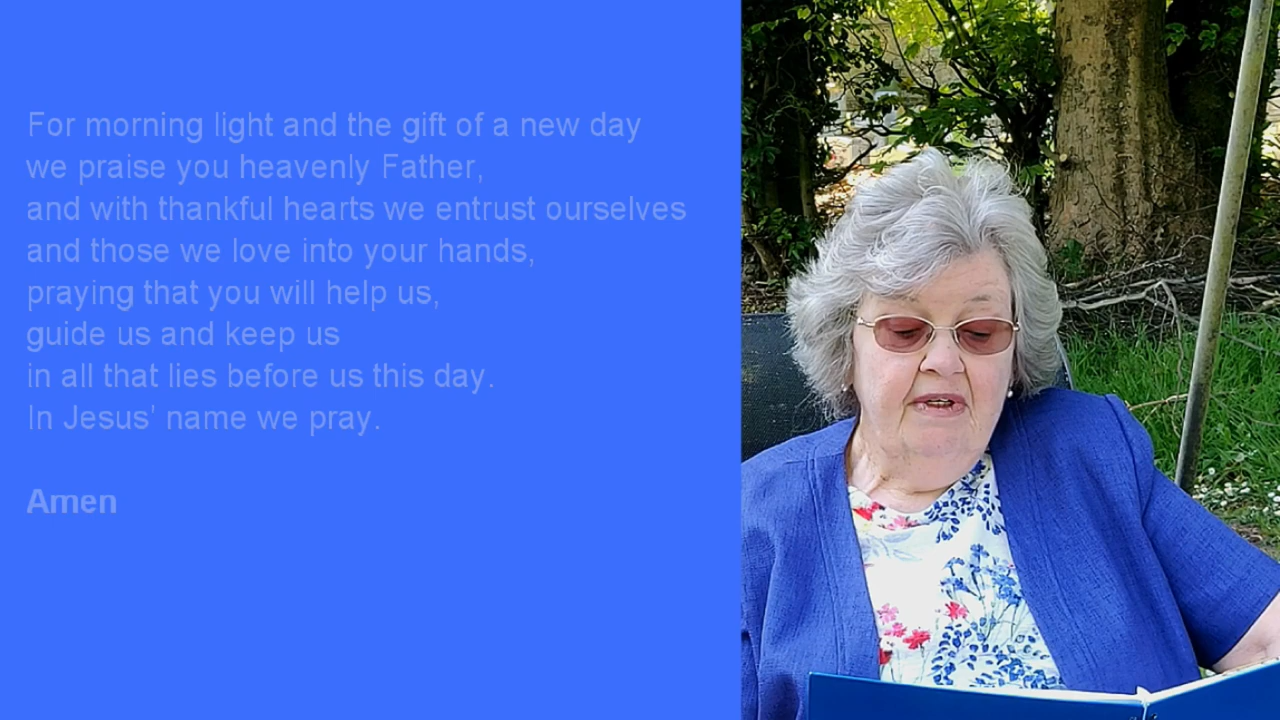 For morning light and the gift of a new day
we praise you heavenly Father,
and with thankful hearts we entrust ourselves
and those we love into your hands,
praying that you will help us,
guide us and keep us
in all that lies before us this day.
In Jesus' name we pray.
Amen